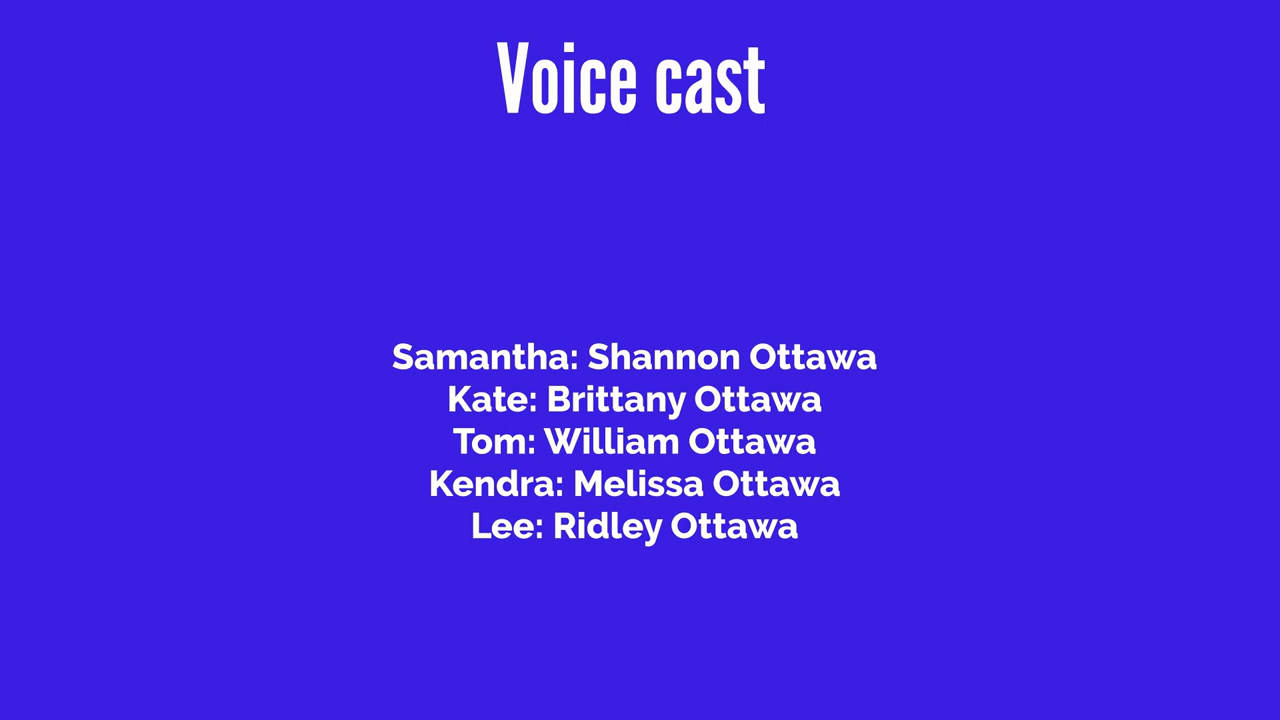 Voice cast
Samantha: Shannon Ottawa
Kate: Brittany Ottawa
Tom: William Ottawa
Kendra: Melissa Ottawa
Lee: Ridley Ottawa